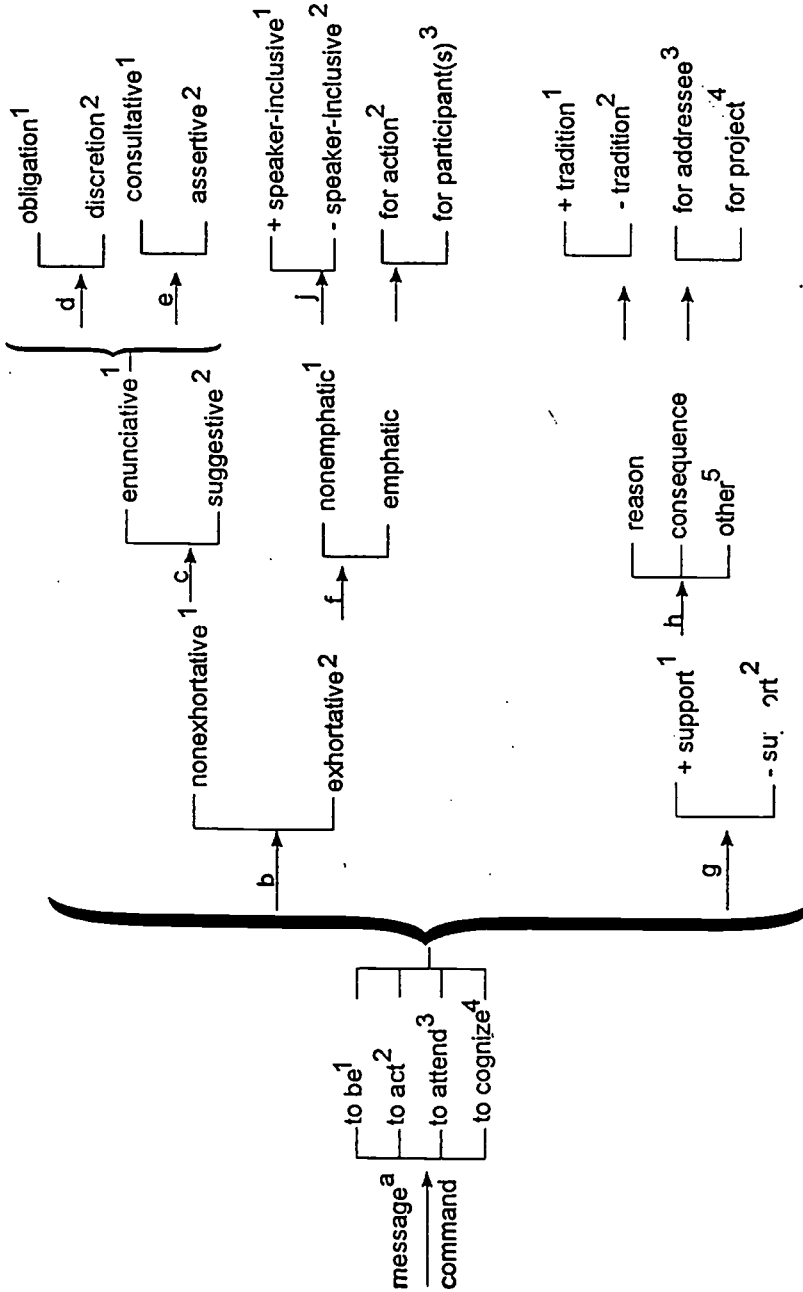 message^a
command
to be^1
to act^2
to attend^3
to cognize^4
b
nonexhortative^1
exhortative^2
c
enunciative^1
suggestive^2
d
obligation^1
discretion^2
e
consultative^1
assertive^2
f
nonemphatic^1
emphatic
j
+ speaker-inclusive^1
- speaker-inclusive^2
for action^2
for participant(s)^3
g
+ support^1
h
reason
consequence
other^5
+ tradition^1
- tradition^2
for addressee^3
for project^4